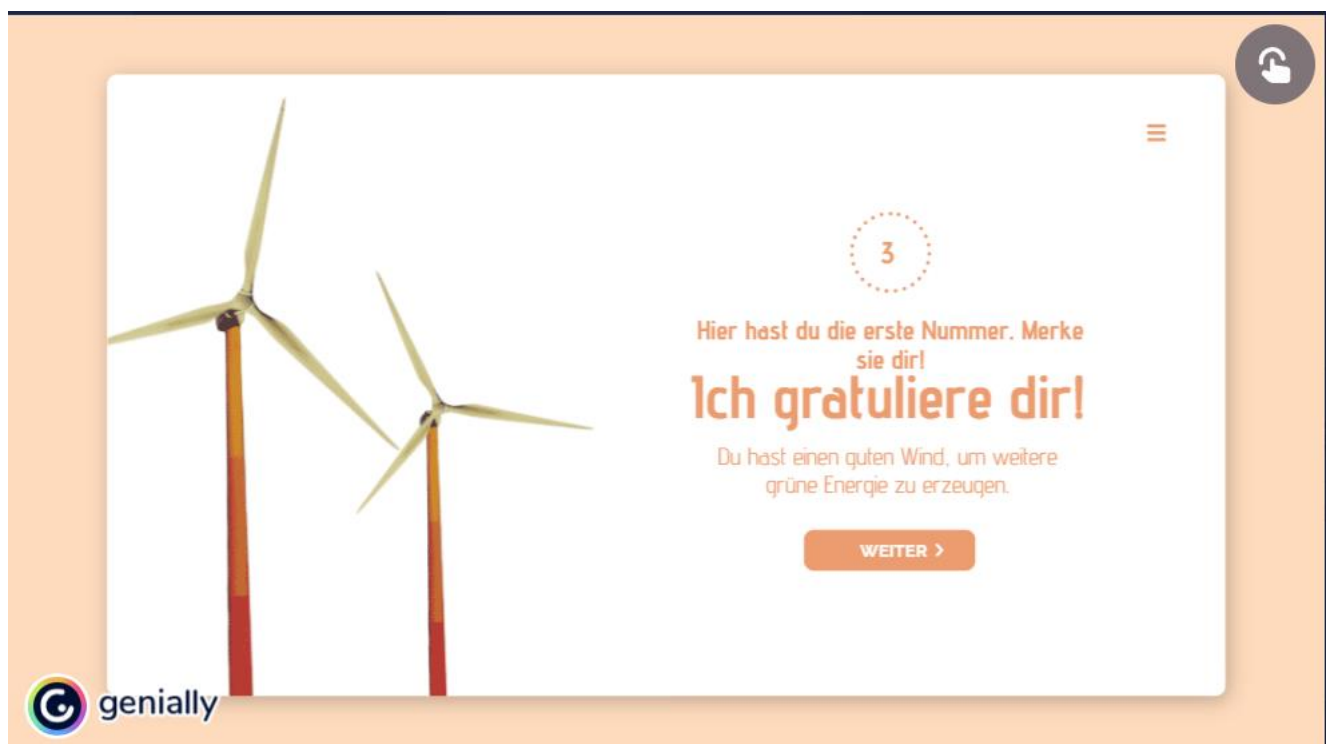 3
Hier hast du die erste Nummer. Merke
sie dir!
Ich gratuliere dir!
Du hast einen guten Wind, um weitere
grüne Energie zu erzeugen.
WEITER >
genially